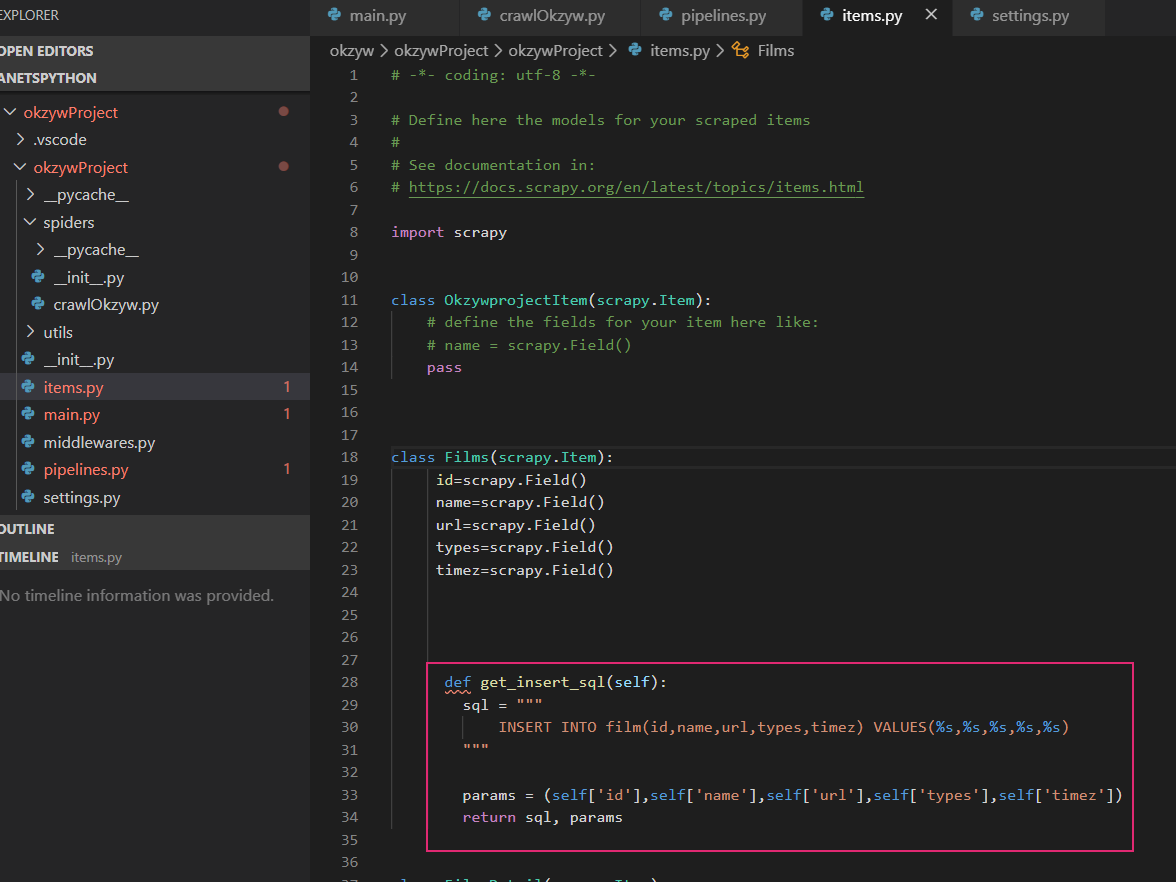 EXPLORER
OPEN EDITORS
ANETSPYTHON
okzywProject
.vscode
okzywProject
__pycache__
spiders
__pycache__
__init__.py
crawlOkzyw.py
utils
__init__.py
items.py 1
main.py 1
middlewares.py
pipelines.py 1
settings.py
OUTLINE
TIMELINE items.py
No timeline information was provided.
main.py crawlOkzyw.py pipelines.py items.py settings.py
okzyw > okzywProject > okzywProject > items.py > Films
1 # -*- coding: utf-8 -*-
2
3 # Define here the models for your scraped items
4 #
5 # See documentation in:
6 # https://docs.scrapy.org/en/latest/topics/items.html
7
8 import scrapy
9
10
11 class OkzywprojectItem(scrapy.Item):
12 # define the fields for your item here like:
13 # name = scrapy.Field()
14 pass
15
16
17
18 class Films(scrapy.Item):
19 id=scrapy.Field()
20 name=scrapy.Field()
21 url=scrapy.Field()
22 types=scrapy.Field()
23 timez=scrapy.Field()
24
25
26
27
28 def get_insert_sql(self):
29 sql = """
30 INSERT INTO film(id,name,url,types,timez) VALUES(%s,%s,%s,%s,%s)
31 """
32
33 params = (self['id'],self['name'],self['url'],self['types'],self['timez'])
34 return sql, params
35
36